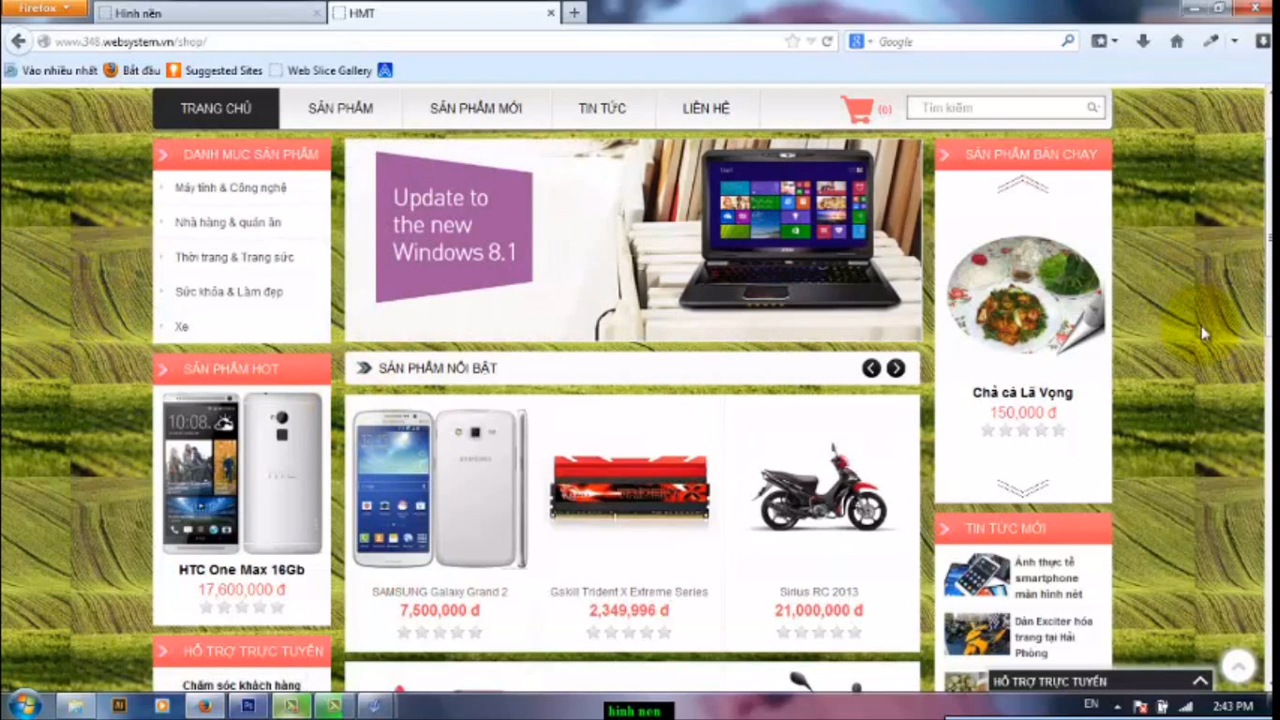 Firefox
Hình nền
HMT
www.348.websystem.vn/shop/
Google
Vào nhiều nhất
Bắt đầu
Suggested Sites
Web Slice Gallery
TRANG CHỦ
SẢN PHẨM
SẢN PHẨM MỚI
TIN TỨC
LIÊN HỆ
(0)
Tìm kiếm
DANH MỤC SẢN PHẨM
Máy tính & Công nghệ
Nhà hàng & quán ăn
Thời trang & Trang sức
Sức khỏa & Làm đẹp
Xe
Update to
the new
Windows 8.1
SẢN PHẨM BÁN CHẠY
Chả cá Lã Vọng
150,000 đ
SẢN PHẨM HOT
10:08
HTC One Max 16Gb
17,600,000 đ
SẢN PHẨM NỔI BẬT
SAMSUNG
SAMSUNG Galaxy Grand 2
7,500,000 đ
Gskill Trident X Extreme Series
2,349,996 đ
Sirius RC 2013
21,000,000 đ
TIN TỨC MỚI
Ảnh thực tế
smartphone
màn hình nét
Dàn Exciter hóa
trang tại Hải
Phòng
HỖ TRỢ TRỰC TUYẾN
Chăm sóc khách hàng
HỖ TRỢ TRỰC TUYẾN
hinh nen
EN
2:43 PM